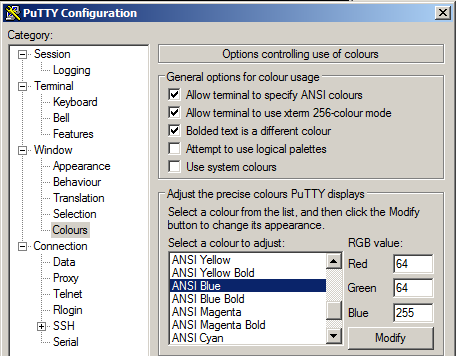 PuTTY Configuration
Category:
Session
Logging
Terminal
Keyboard
Bell
Features
Window
Appearance
Behaviour
Translation
Selection
Colours
Connection
Data
Proxy
Telnet
Rlogin
SSH
Serial
Options controlling use of colours
General options for colour usage
Allow terminal to specify ANSI colours
Allow terminal to use xterm 256-colour mode
Bolded text is a different colour
Attempt to use logical palettes
Use system colours
Adjust the precise colours PuTTY displays
Select a colour from the list, and then click the Modify
button to change its appearance.
Select a colour to adjust:
ANSI Yellow
ANSI Yellow Bold
ANSI Blue
ANSI Blue Bold
ANSI Magenta
ANSI Magenta Bold
ANSI Cyan
RGB value:
Red 64
Green 64
Blue 255
Modify